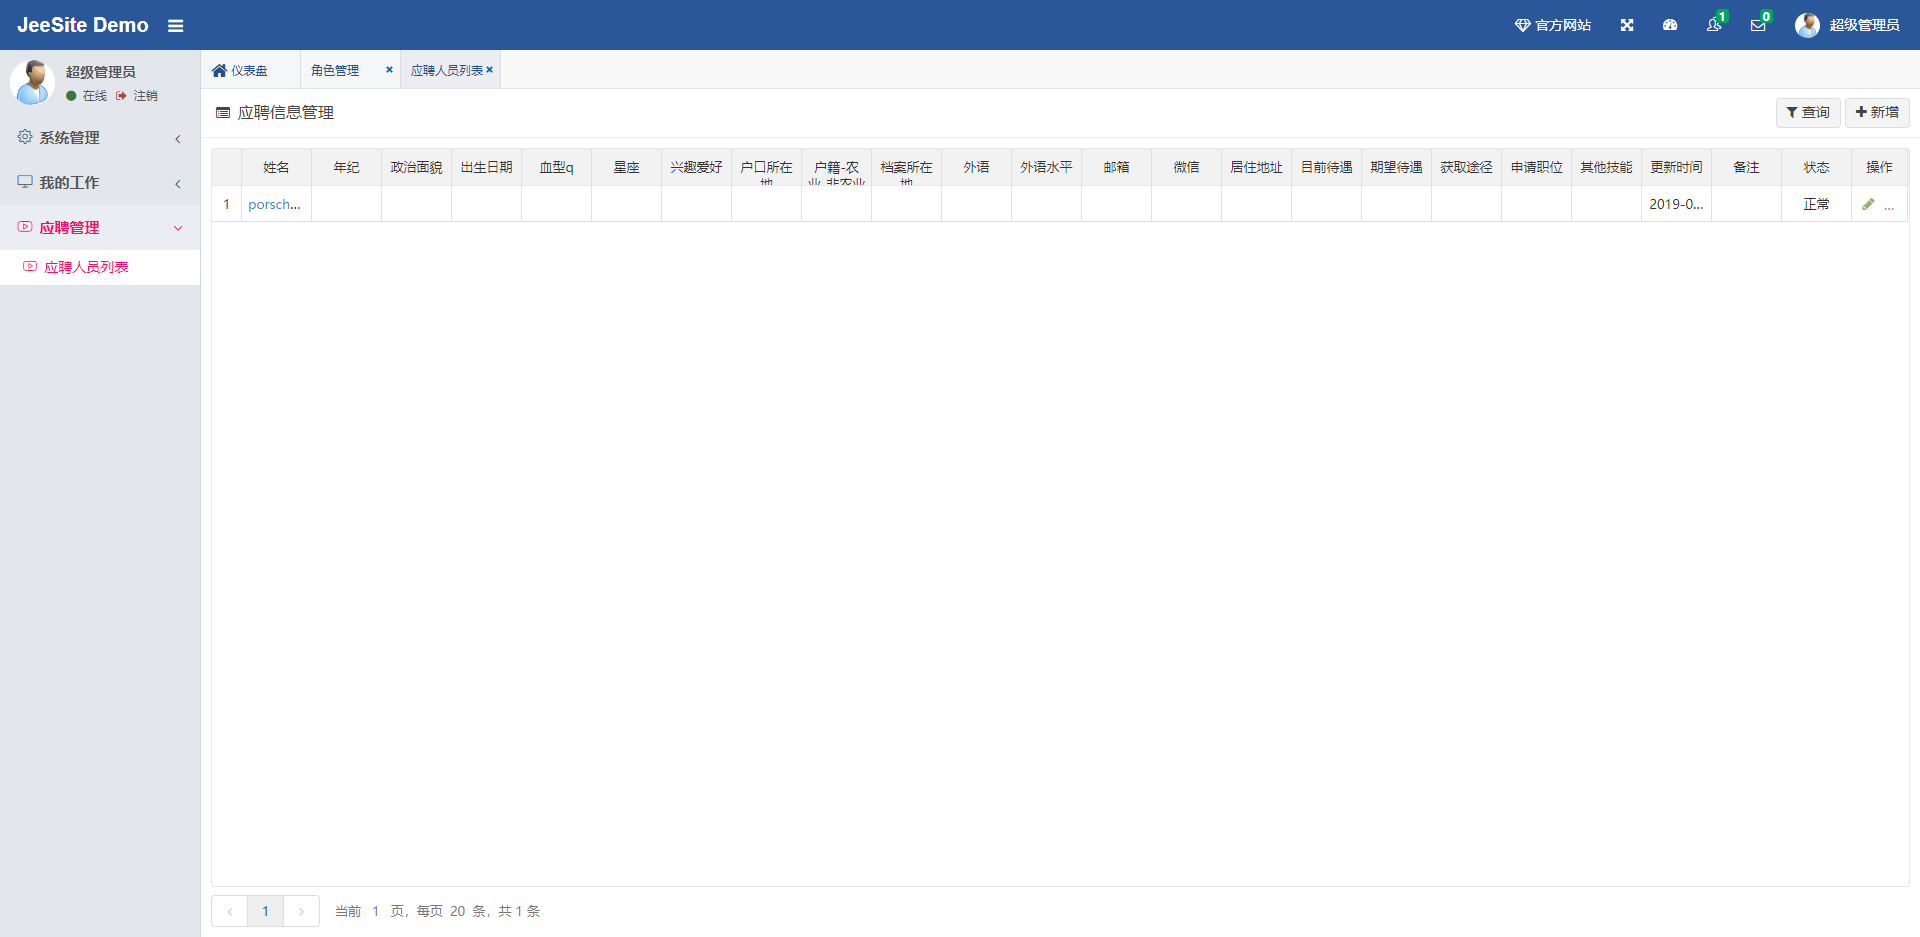 JeeSite Demo
官方网站
1
0
超级管理员
超级管理员
在线 注销
系统管理
我的工作
应聘管理
应聘人员列表
仪表盘 角色管理 × 应聘人员列表 ×
应聘信息管理
查询 新增
姓名 年纪 政治面貌 出生日期 血型q 星座 兴趣爱好 户口所在地 户籍-农业-非农业 档案所在地 外语 外语水平 邮箱 微信 居住地址 目前待遇 期望待遇 获取途径 申请职位 其他技能 更新时间 备注 状态 操作
1 porsch... 2019-0... 正常 ...
1 当前 1 页，每页 20 条，共 1 条